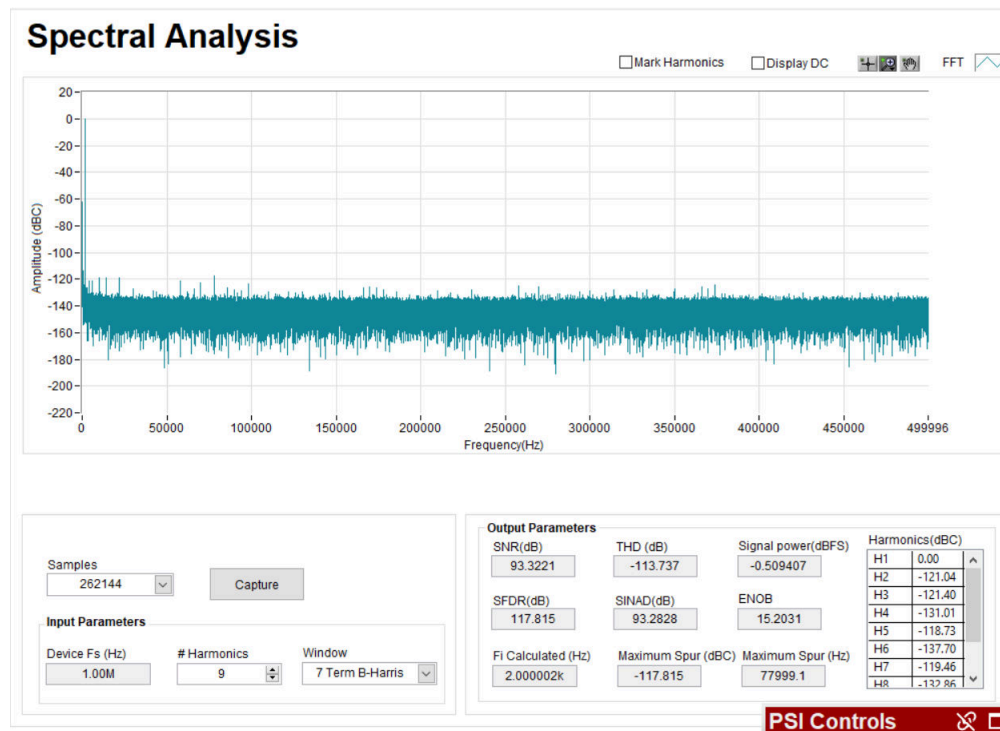 Spectral Analysis
Mark Harmonics
Display DC
FFT
20
0
-20
-40
-60
-80
-100
-120
-140
-160
-180
-200
-220
Amplitude (dBC)
0
50000
100000
150000
200000
250000
300000
350000
400000
450000
499996
Frequency(Hz)
Samples
262144
Capture
Input Parameters
Device Fs (Hz)
1.00M
# Harmonics
9
Window
7 Term B-Harris
Output Parameters
SNR(dB)
93.3221
THD (dB)
-113.737
Signal power(dBFS)
-0.509407
SFDR(dB)
117.815
SINAD(dB)
93.2828
ENOB
15.2031
Fi Calculated (Hz)
2.000002k
Maximum Spur (dBC)
-117.815
Maximum Spur (Hz)
77999.1
Harmonics(dBC)
H1 0.00
H2 -121.04
H3 -121.40
H4 -131.01
H5 -118.73
H6 -137.70
H7 -119.46
H8 -132.86
PSI Controls